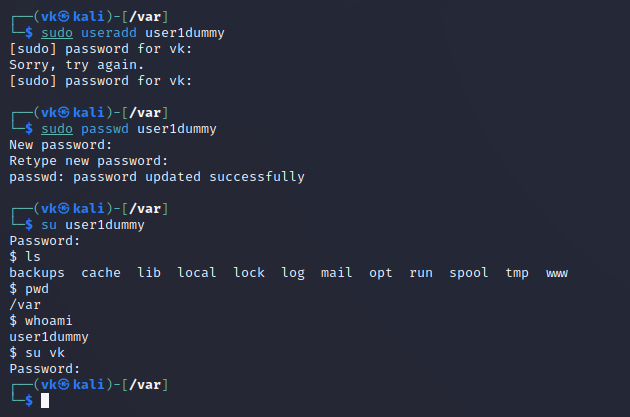 ┌──(vk㉿kali)-[/var]
└─$ sudo useradd user1dummy
[sudo] password for vk:
Sorry, try again.
[sudo] password for vk:
┌──(vk㉿kali)-[/var]
└─$ sudo passwd user1dummy
New password:
Retype new password:
passwd: password updated successfully
┌──(vk㉿kali)-[/var]
└─$ su user1dummy
Password:
$ ls
backups  cache  lib  local  lock  log  mail  opt  run  spool  tmp  www
$ pwd
/var
$ whoami
user1dummy
$ su vk
Password:
┌──(vk㉿kali)-[/var]
└─$